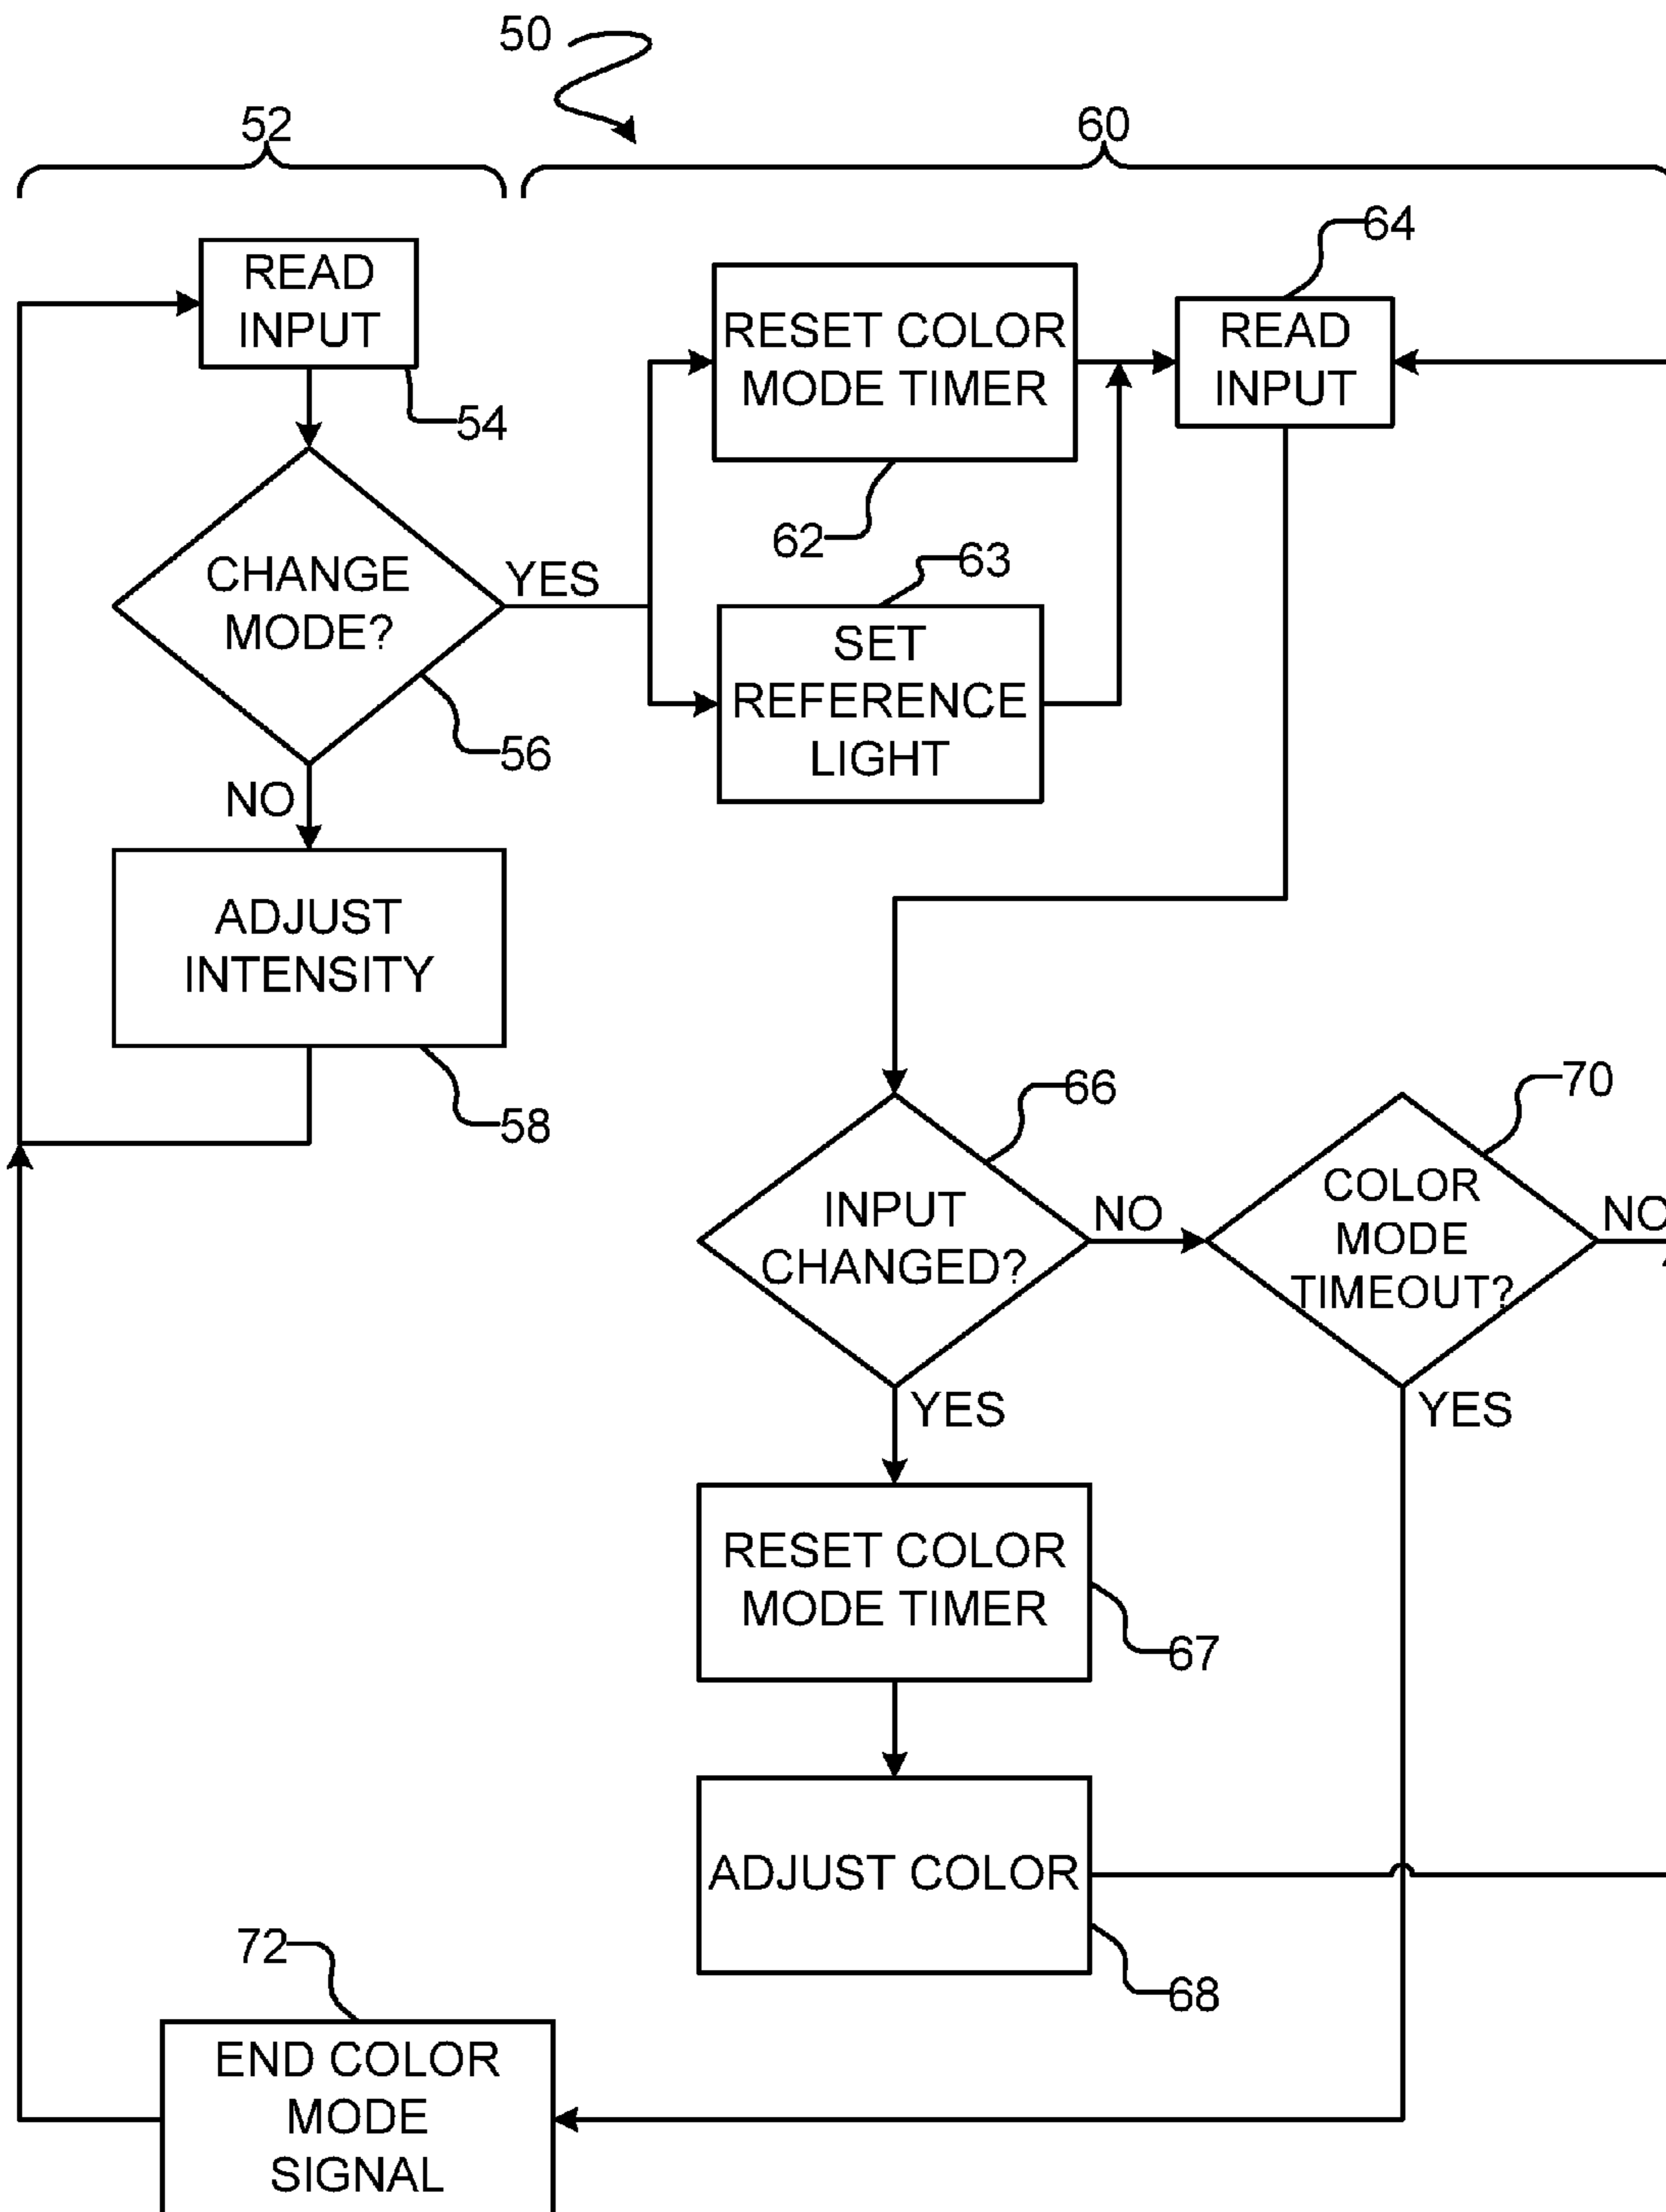 50
52
60
READ
INPUT
54
CHANGE
MODE?
56
YES
NO
ADJUST
INTENSITY
58
RESET COLOR
MODE TIMER
62
63
SET
REFERENCE
LIGHT
64
READ
INPUT
66
INPUT
CHANGED?
NO
YES
70
COLOR
MODE
TIMEOUT?
NO
YES
RESET COLOR
MODE TIMER
67
ADJUST COLOR
68
72
END COLOR
MODE
SIGNAL